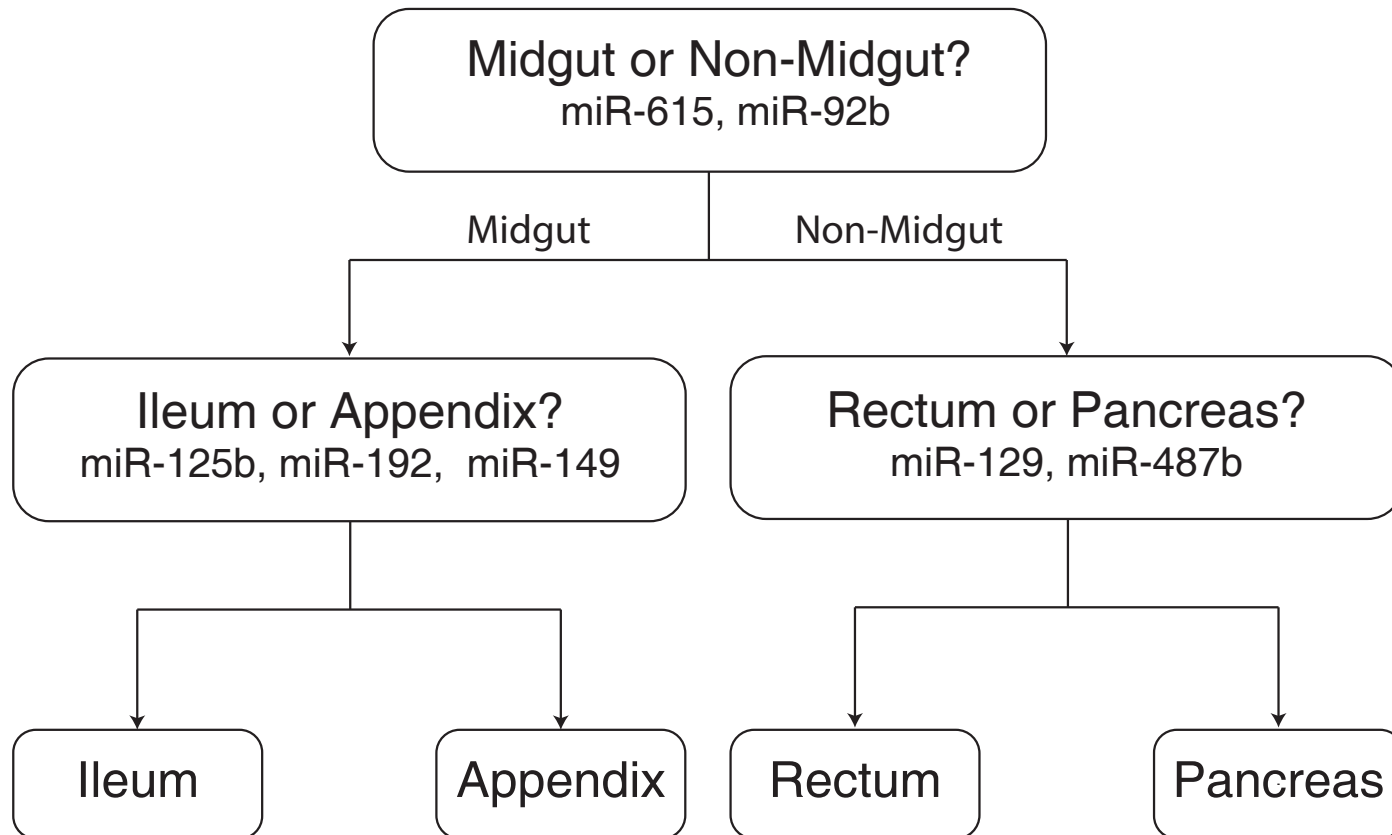 Midgut or Non-Midgut?
miR-615, miR-92b
Midgut
Non-Midgut
Ileum or Appendix?
miR-125b, miR-192, miR-149
Rectum or Pancreas?
miR-129, miR-487b
Ileum
Appendix
Rectum
Pancreas